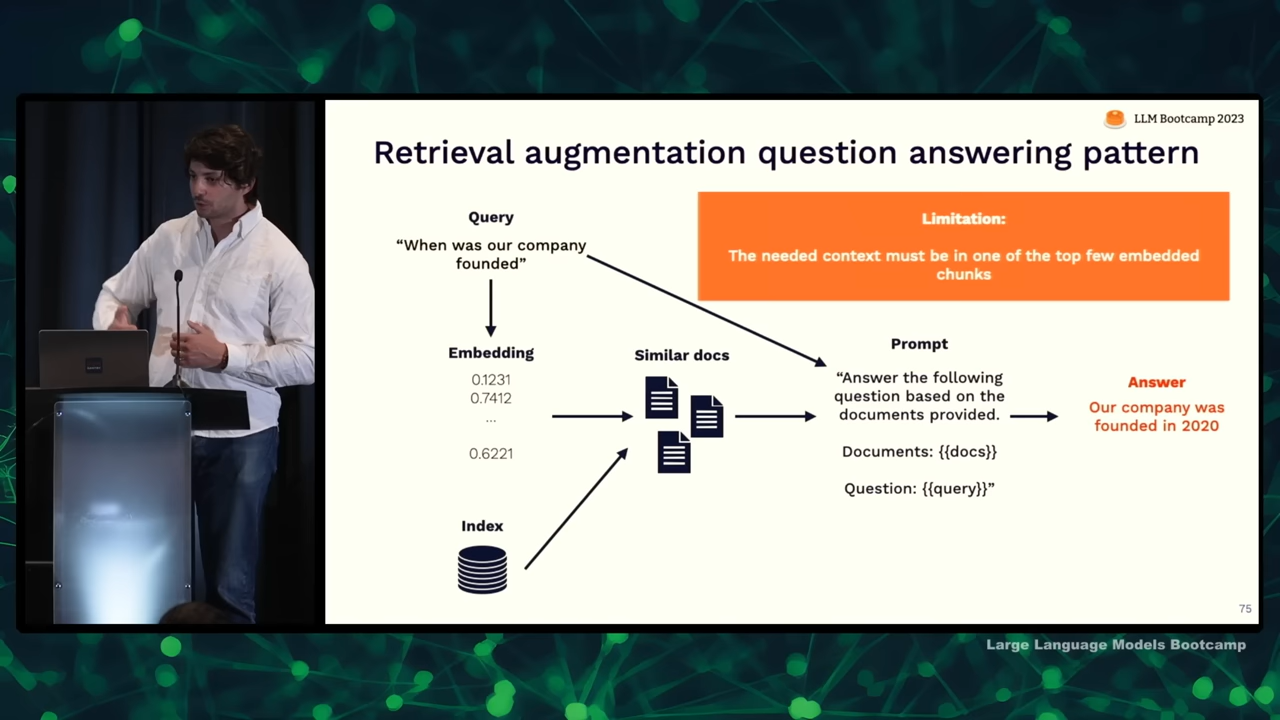 LLM Bootcamp 2023
Retrieval augmentation question answering pattern
Query
“When was our company
founded”
Limitation:
The needed context must be in one of the top few embedded
chunks
Embedding
0.1231
0.7412
...
0.6221
Similar docs
Index
Prompt
“Answer the following
question based on the
documents provided.
Documents: {{docs}}
Question: {{query}}”
Answer
Our company was
founded in 2020
75
Large Language Models Bootcamp